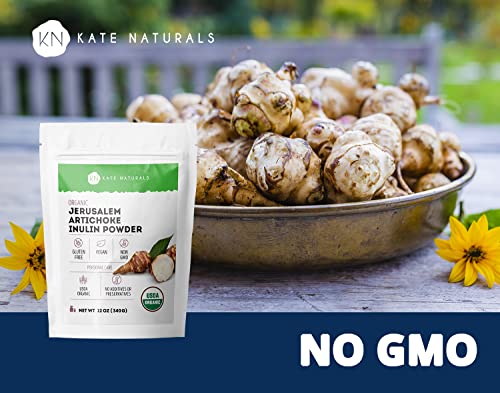 KN KATE NATURALS
KN KATE NATURALS
ORGANIC
JERUSALEM
ARTICHOKE
INULIN POWDER
GLUTEN FREE
VEGAN
NON GMO
USDA ORGANIC
NO ADDITIVES OR PRESERVATIVES
USDA
ORGANIC
NET WT 12 OZ (340G)
NO GMO